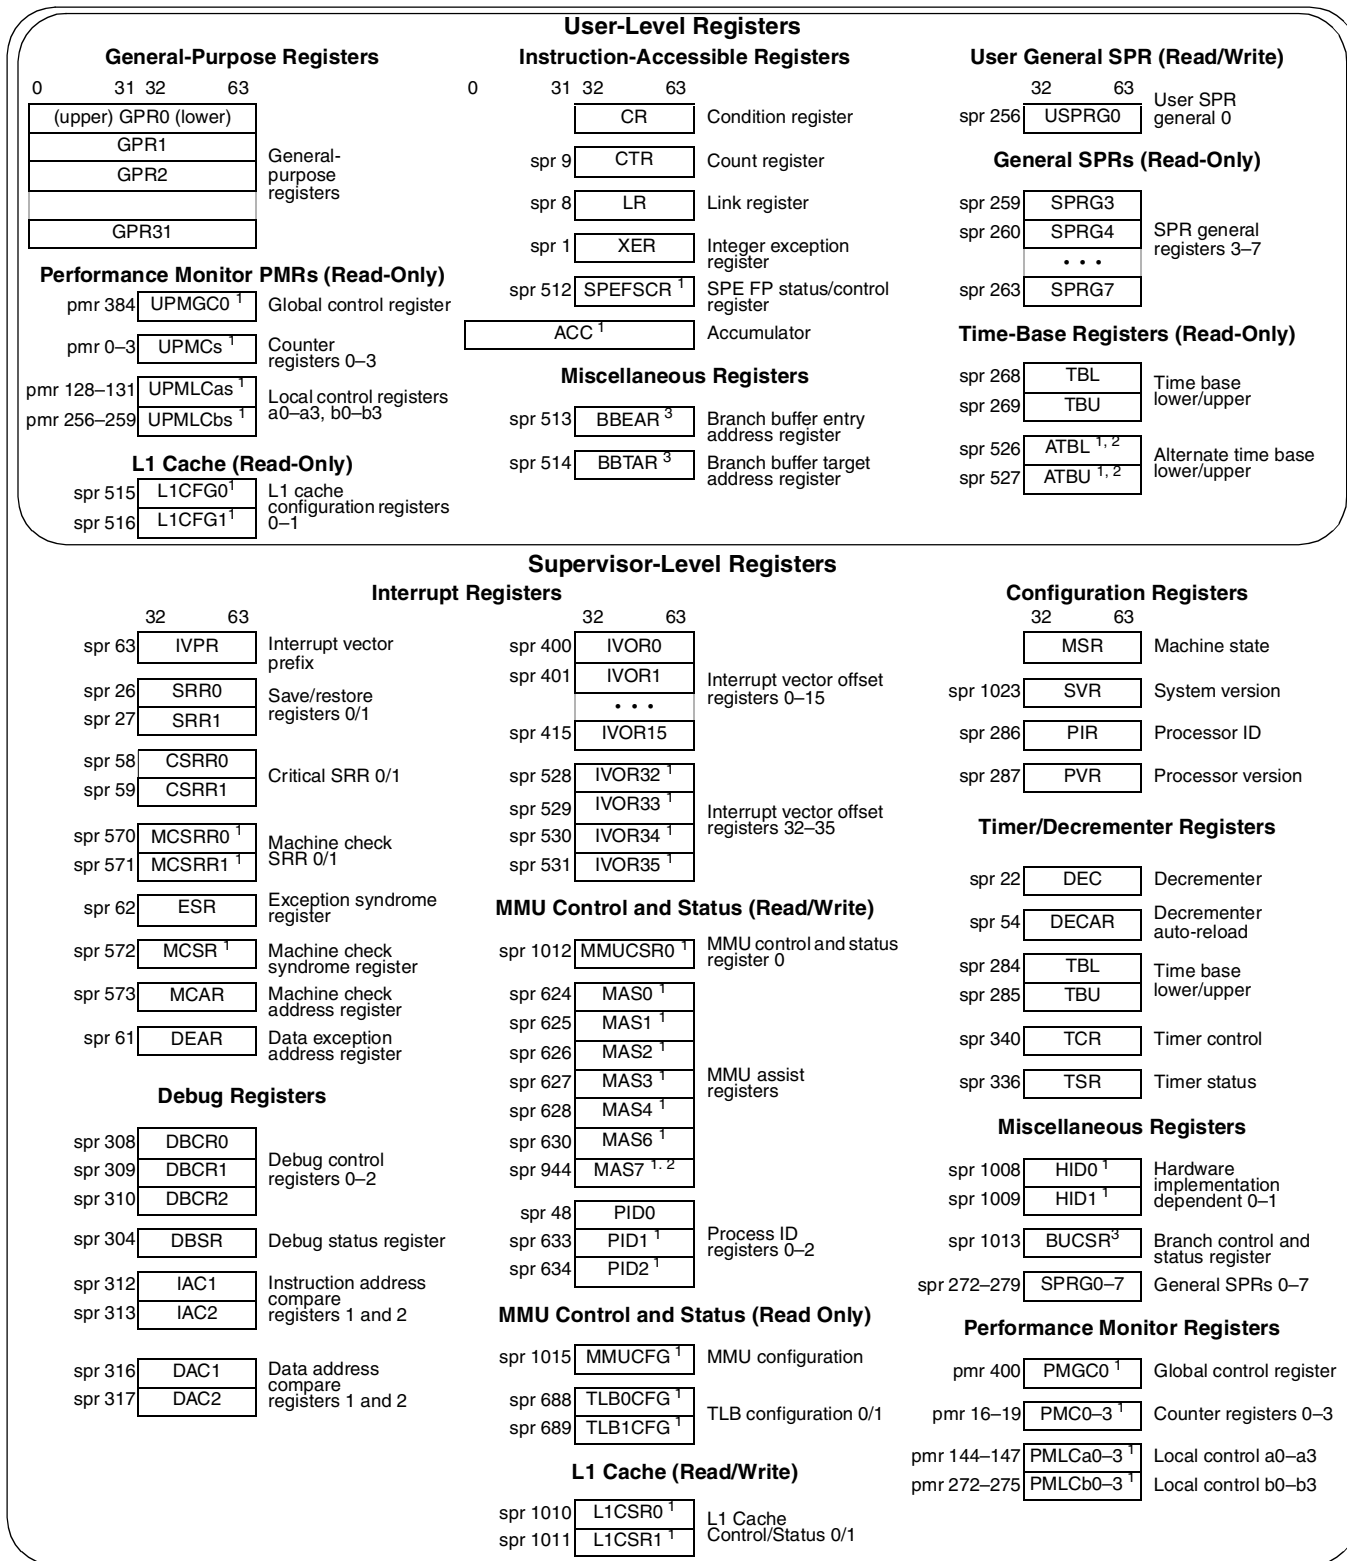 User-Level Registers
General-Purpose Registers
0 31 32 63
(upper) GPR0 (lower)
GPR1
GPR2
GPR31
General-
purpose
registers
Performance Monitor PMRs (Read-Only)
pmr 384 UPMGC0 1 Global control register
pmr 0–3 UPMCs 1 Counter
registers 0–3
pmr 128–131 UPMLCas 1 Local control registers
pmr 256–259 UPMLCbs 1 a0–a3, b0–b3
L1 Cache (Read-Only)
spr 515 L1CFG0 1 L1 cache
configuration registers
spr 516 L1CFG1 1 0–1
Instruction-Accessible Registers
0 31 32 63
CR Condition register
spr 9 CTR Count register
spr 8 LR Link register
spr 1 XER Integer exception
register
spr 512 SPEFSCR 1 SPE FP status/control
register
ACC 1 Accumulator
Miscellaneous Registers
spr 513 BBEAR 3 Branch buffer entry
address register
spr 514 BBTAR 3 Branch buffer target
address register
User General SPR (Read/Write)
32 63
spr 256 USPRG0 User SPR
general 0
General SPRs (Read-Only)
spr 259 SPRG3
spr 260 SPRG4 SPR general
registers 3–7
• • •
spr 263 SPRG7
Time-Base Registers (Read-Only)
spr 268 TBL Time base
spr 269 TBU lower/upper
spr 526 ATBL 1, 2 Alternate time base
spr 527 ATBU 1, 2 lower/upper
Supervisor-Level Registers
Interrupt Registers
32 63
spr 63 IVPR Interrupt vector
prefix
spr 26 SRR0 Save/restore
spr 27 SRR1 registers 0/1
spr 58 CSRR0
Critical SRR 0/1
spr 59 CSRR1
spr 570 MCSRR0 1 Machine check
spr 571 MCSRR1 1 SRR 0/1
spr 62 ESR Exception syndrome
register
spr 572 MCSR 1 Machine check
syndrome register
spr 573 MCAR Machine check
address register
spr 61 DEAR Data exception
address register
Debug Registers
spr 308 DBCR0
spr 309 DBCR1 Debug control
registers 0–2
spr 310 DBCR2
spr 304 DBSR Debug status register
spr 312 IAC1 Instruction address
compare
spr 313 IAC2 registers 1 and 2
spr 316 DAC1 Data address
compare
spr 317 DAC2 registers 1 and 2
32 63
spr 400 IVOR0
spr 401 IVOR1 Interrupt vector offset
registers 0–15
• • •
spr 415 IVOR15
spr 528 IVOR32 1
spr 529 IVOR33 1 Interrupt vector offset
spr 530 IVOR34 1 registers 32–35
spr 531 IVOR35 1
MMU Control and Status (Read/Write)
spr 1012 MMUCSR0 1 MMU control and status
register 0
spr 624 MAS0 1
spr 625 MAS1 1
spr 626 MAS2 1
spr 627 MAS3 1 MMU assist
registers
spr 628 MAS4 1
spr 630 MAS6 1
spr 944 MAS7 1. 2
spr 48 PID0
spr 633 PID1 1 Process ID
registers 0–2
spr 634 PID2 1
MMU Control and Status (Read Only)
spr 1015 MMUCFG 1 MMU configuration
spr 688 TLB0CFG 1
TLB configuration 0/1
spr 689 TLB1CFG 1
L1 Cache (Read/Write)
spr 1010 L1CSR0 1 L1 Cache
spr 1011 L1CSR1 1 Control/Status 0/1
Configuration Registers
32 63
MSR Machine state
spr 1023 SVR System version
spr 286 PIR Processor ID
spr 287 PVR Processor version
Timer/Decrementer Registers
spr 22 DEC Decrementer
spr 54 DECAR Decrementer
auto-reload
spr 284 TBL Time base
spr 285 TBU lower/upper
spr 340 TCR Timer control
spr 336 TSR Timer status
Miscellaneous Registers
spr 1008 HID0 1 Hardware
implementation
spr 1009 HID1 1 dependent 0–1
spr 1013 BUCSR 3 Branch control and
status register
spr 272–279 SPRG0–7 General SPRs 0–7
Performance Monitor Registers
pmr 400 PMGC0 1 Global control register
pmr 16–19 PMC0–3 1 Counter registers 0–3
pmr 144–147 PMLCa0–3 1 Local control a0–a3
pmr 272–275 PMLCb0–3 1 Local control b0–b3